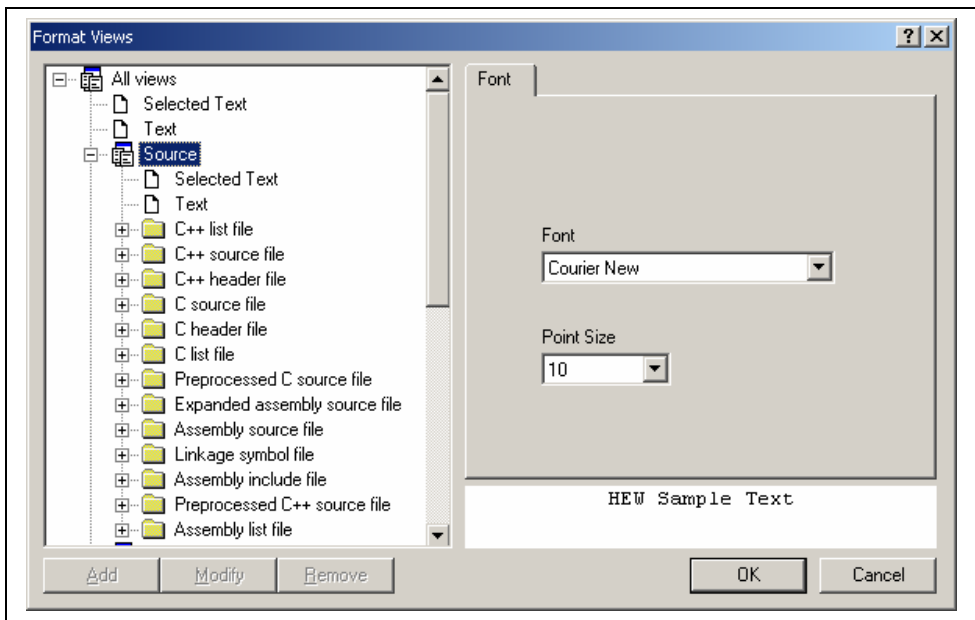 Format Views
All views
Selected Text
Text
Source
Selected Text
Text
C++ list file
C++ source file
C++ header file
C source file
C header file
C list file
Preprocessed C source file
Expanded assembly source file
Assembly source file
Linkage symbol file
Assembly include file
Preprocessed C++ source file
Assembly list file
Font
Font
Courier New
Point Size
10
HEW Sample Text
Add Modify Remove OK Cancel